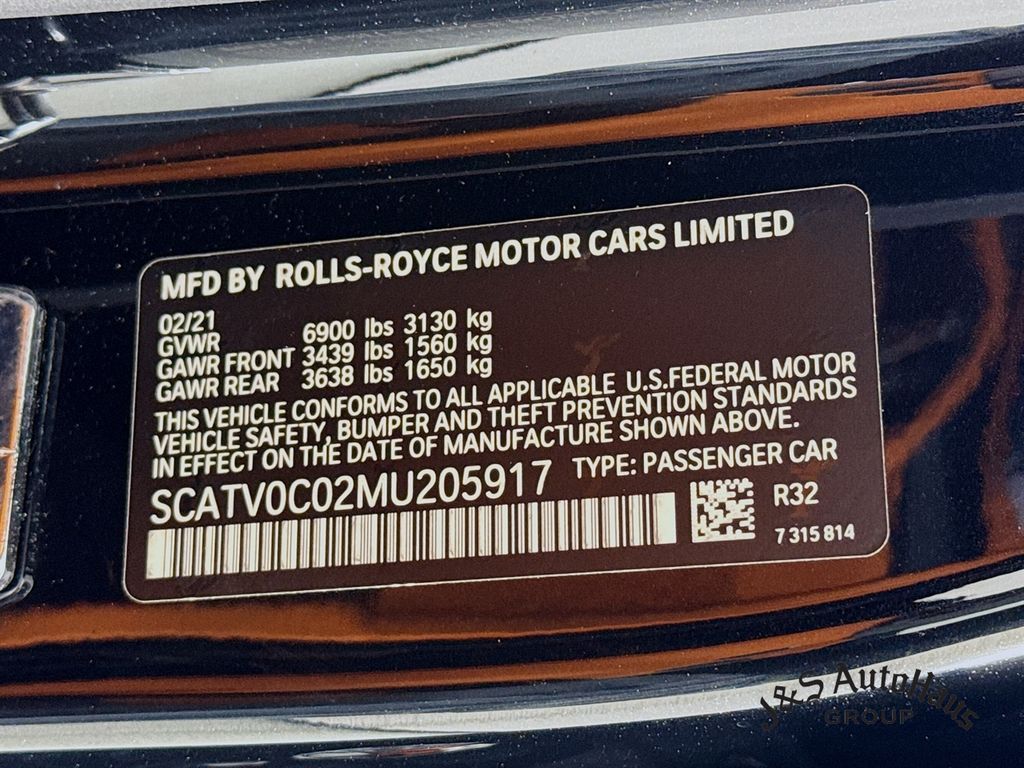 MFD BY ROLLS-ROYCE MOTOR CARS LIMITED
02/21
GVWR 6900 lbs 3130 kg
GAWR FRONT 3439 lbs 1560 kg
GAWR REAR 3638 lbs 1650 kg
THIS VEHICLE CONFORMS TO ALL APPLICABLE U.S.FEDERAL MOTOR
VEHICLE SAFETY, BUMPER AND THEFT PREVENTION STANDARDS
IN EFFECT ON THE DATE OF MANUFACTURE SHOWN ABOVE.
SCATV0C02MU205917 TYPE: PASSENGER CAR
R32
7 315 814
J&S AutoHaus
GROUP